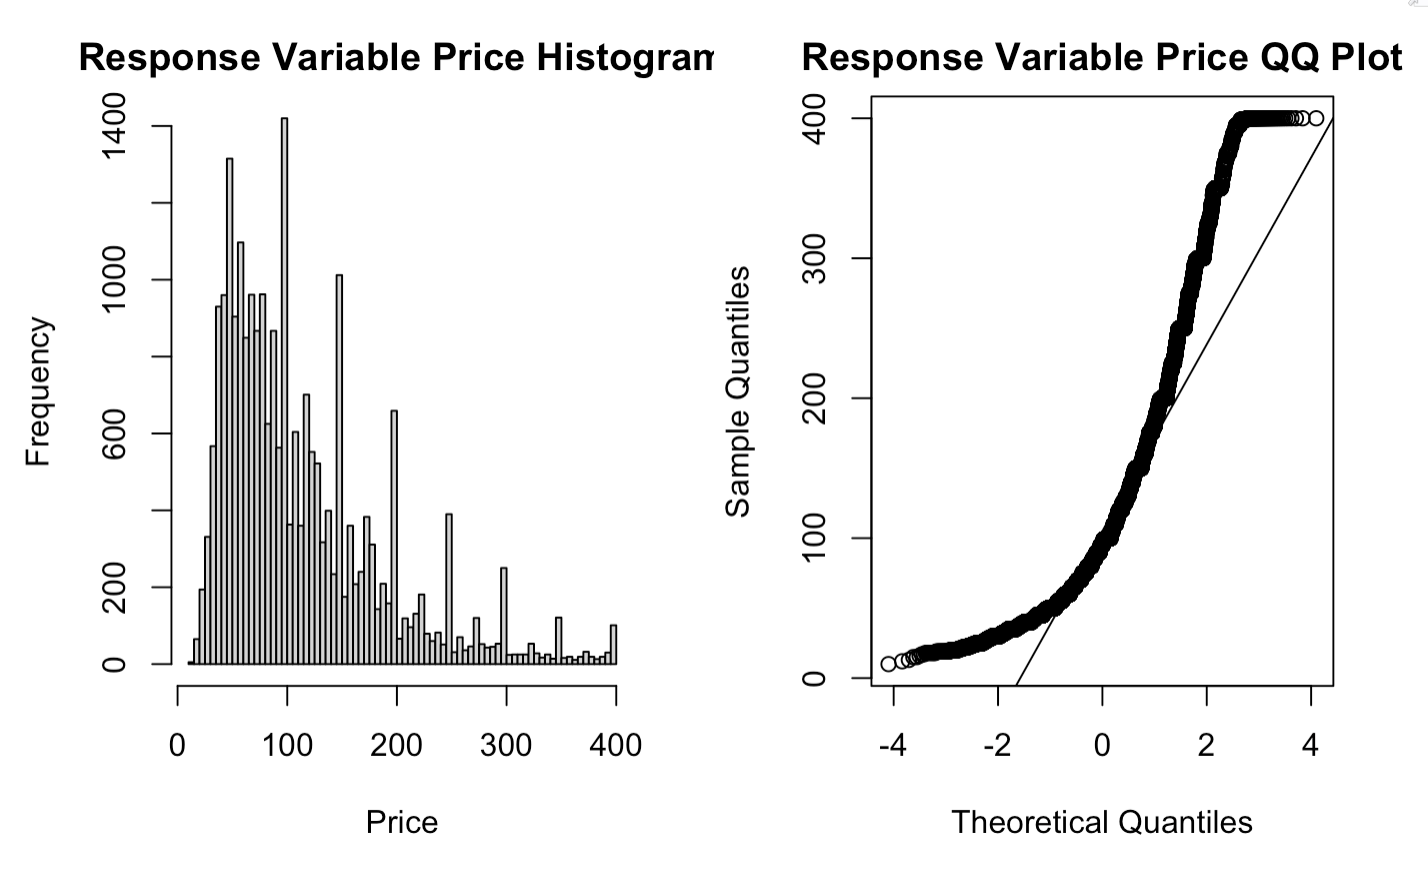 Response Variable Price Histogram
1400
1000
600
200
0
Frequency
0 100 200 300 400
Price
Response Variable Price QQ Plot
400
300
200
100
0
Sample Quantiles
-4 -2 0 2 4
Theoretical Quantiles